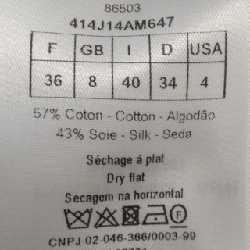 86503
414J14AM647
F GB I D USA
36 8 40 34 4
57% Coton - Cotton - Algodão
43% Soie - Silk - Seda
Séchage à plat
Dry flat
Secagem na horizontal
CNPJ 02-046-366/0003-99